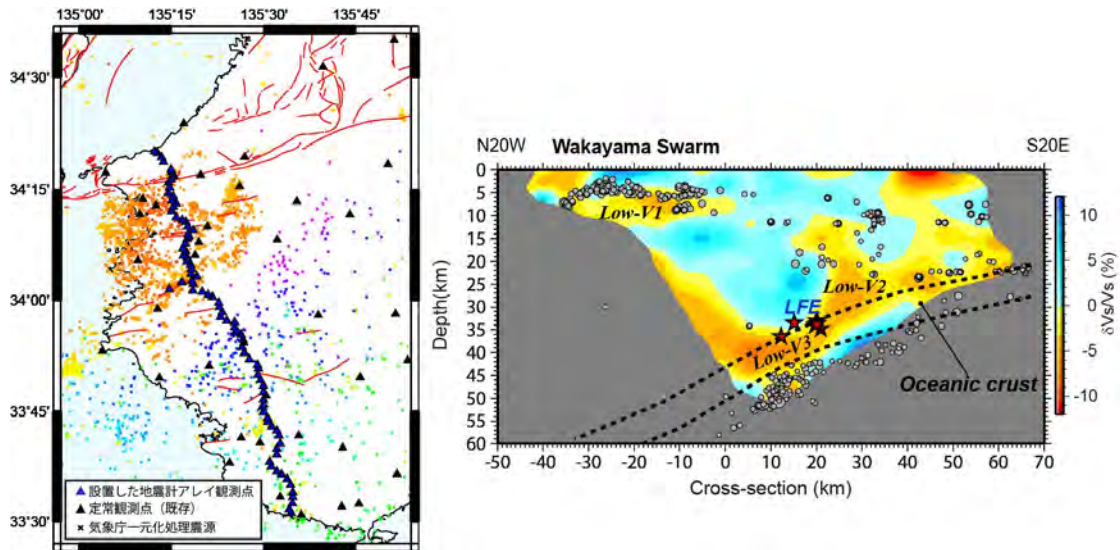 135°00' 135°15' 135°30' 135°45'
34°30'
34°15'
34°00'
33°45'
33°30'
設置した地震計アレイ観測点
定常観測点（既存）
気象庁一元化処理震源
N20W Wakayama Swarm S20E
Depth(km)
0
5
10
15
20
25
30
35
40
45
50
55
60
Low-V1
Low-V2
LFE
Low-V3
Oceanic crust
-50 -40 -30 -20 -10 0 10 20 30 40 50 60 70
Cross-section (km)
10
5
0
-5
-10
δVs/Vs (%)